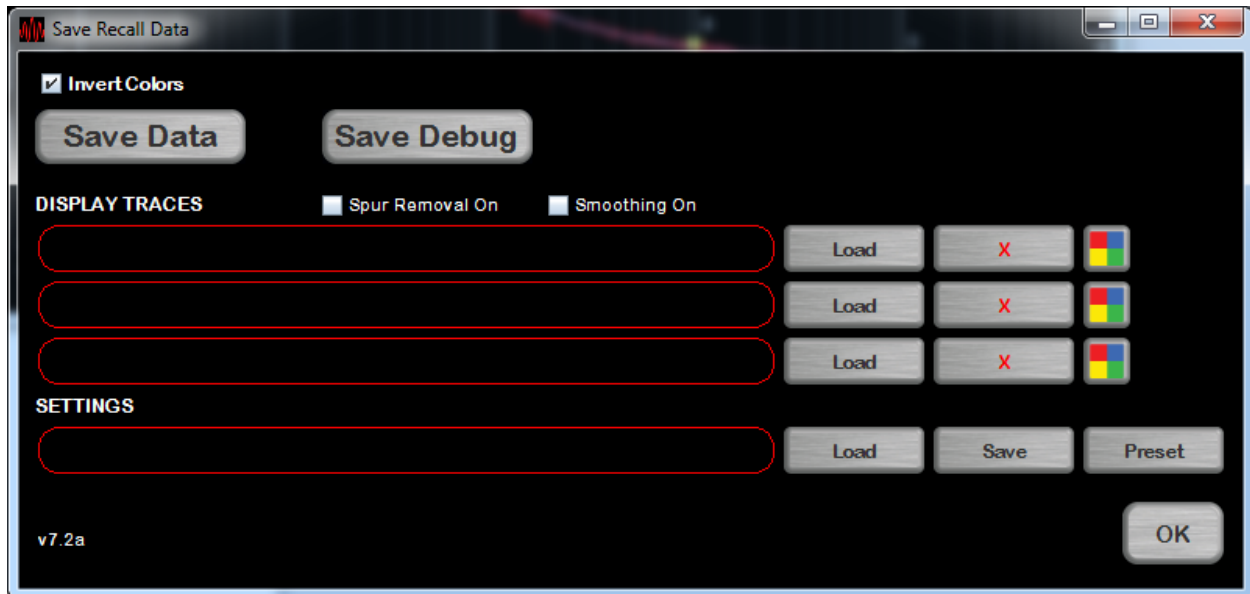 Save Recall Data
Invert Colors
Save Data Save Debug
DISPLAY TRACES Spur Removal On Smoothing On
Load X
Load X
Load X
SETTINGS
Load Save Preset
v7.2a OK